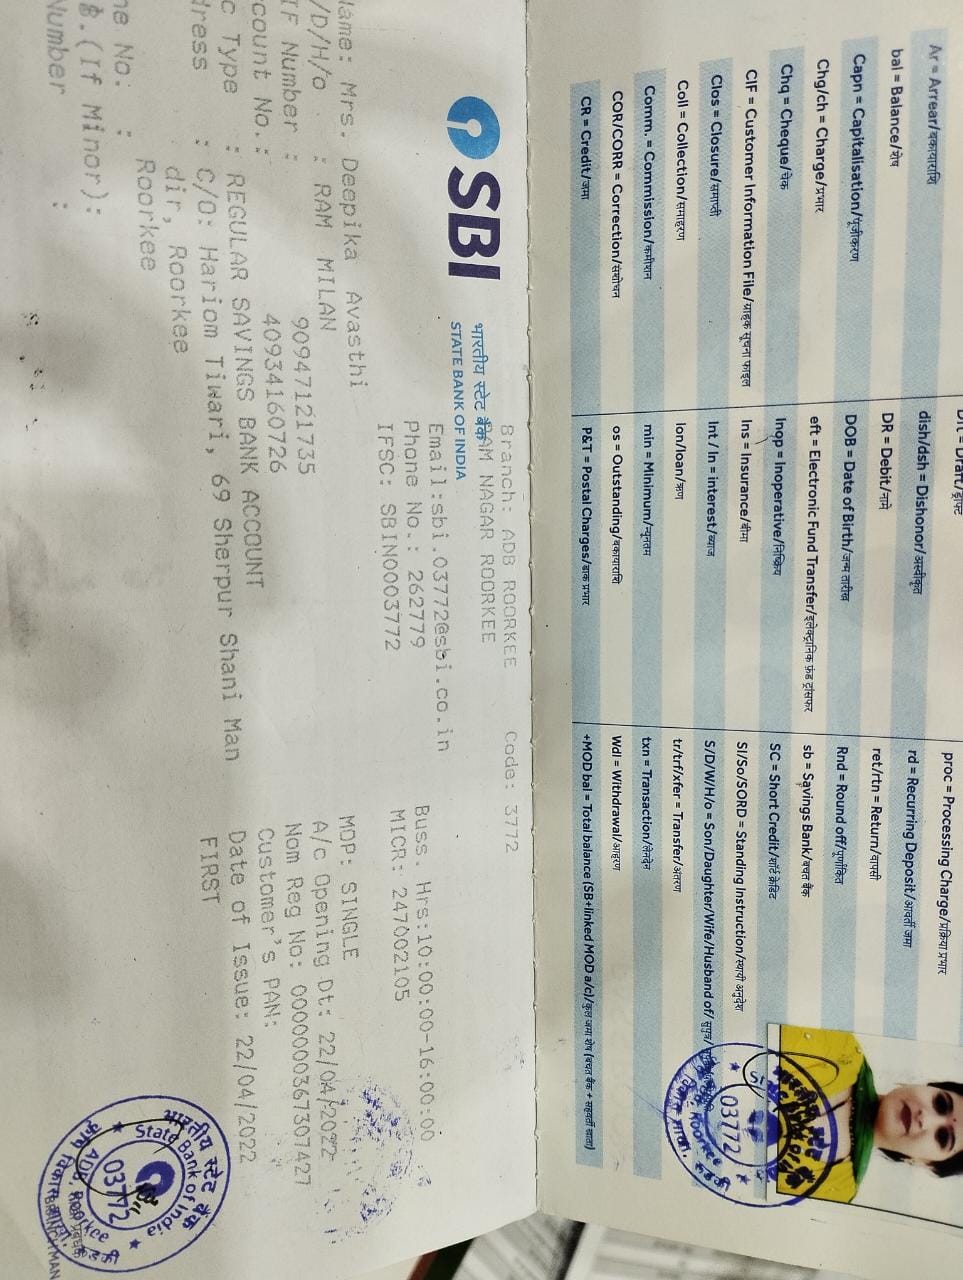 Ar = Arrear/बकायाराशि
bal = Balance/शेष
Capn = Capitalisation/पूंजीकरण
Chg/ch = Charge/प्रभार
Chq = Cheque/चेक
CIF = Customer Information File/ग्राहक सूचना फाइल
Clos = Closure/समाप्ती
Coll = Collection/समाहरण
Comm. = Commission/कमीशन
COR/CORR = Correction/संशोधन
CR = Credit/जमा
Dft = Draft/ड्राफ्ट
dish/dsh = Dishonor/अस्वीकृत
DR = Debit/नामे
DOB = Date of Birth/जन्म तारीख
eft = Electronic Fund Transfer/इलेक्ट्रानिक फ़ंड ट्रांसफर
Inop = Inoperative/निष्क्रिय
Ins = Insurance/बीमा
Int / In = interest/ब्याज
lon/loan/ऋण
min = Minimum/न्यूनतम
os = Outstanding/बकायाराशि
P&T = Postal Charges/डाक प्रभार
proc = Processing Charge/प्रक्रिया प्रभार
rd = Recurring Deposit/आवर्ती जमा
ret/rtn = Return/वापसी
Rnd = Round off/पूर्णांकित
sb = Savings Bank/बचत बैंक
SC = Short Credit/शॉर्ट क्रेडिट
SI/So/SORD = Standing Instruction/स्थायी अनुदेश
S/D/W/H/o = Son/Daughter/Wife/Husband of/
tr/trf/xfer = Transfer/अंतरण
txn = Transaction/लेनदेन
Wdl = Withdrawal/आहरण
+MOD bal = Total balance (SB+linked MOD a/c)/कुल जमा शेष (बचत बैंक + सहबर्ती खाता)
03772
Roorkee
SBI
भारतीय स्टेट बैंक
STATE BANK OF INDIA
Branch: ADB ROORKEE Code: 3772
RAM NAGAR ROORKEE
Email:sbi.03772@sbi.co.in Buss. Hrs:10:00:00-16:00:00
Phone No.: 262779 MICR: 247002105
IFSC: SBIN0003772
Name: Mrs. Deepika Avasthi MOP: SINGLE
/D/H/o : RAM MILAN A/c Opening Dt: 22/04/2022
IF Number : 90947121735 Nom Reg No: 0000000367307427
ccount No.: 40934160726 Customer's PAN:
c Type : REGULAR SAVINGS BANK ACCOUNT Date of Issue: 22/04/2022
dress : C/O: Hariom Tiwari, 69 Sherpur Shani Man FIRST
dir, Roorkee
Roorkee
ne No. :
B.(If Minor):
Number :
भारतीय स्टेट बैंक
State Bank of India
03772
ADB Roorkee
कृषि विकास शाखा, रूड़की